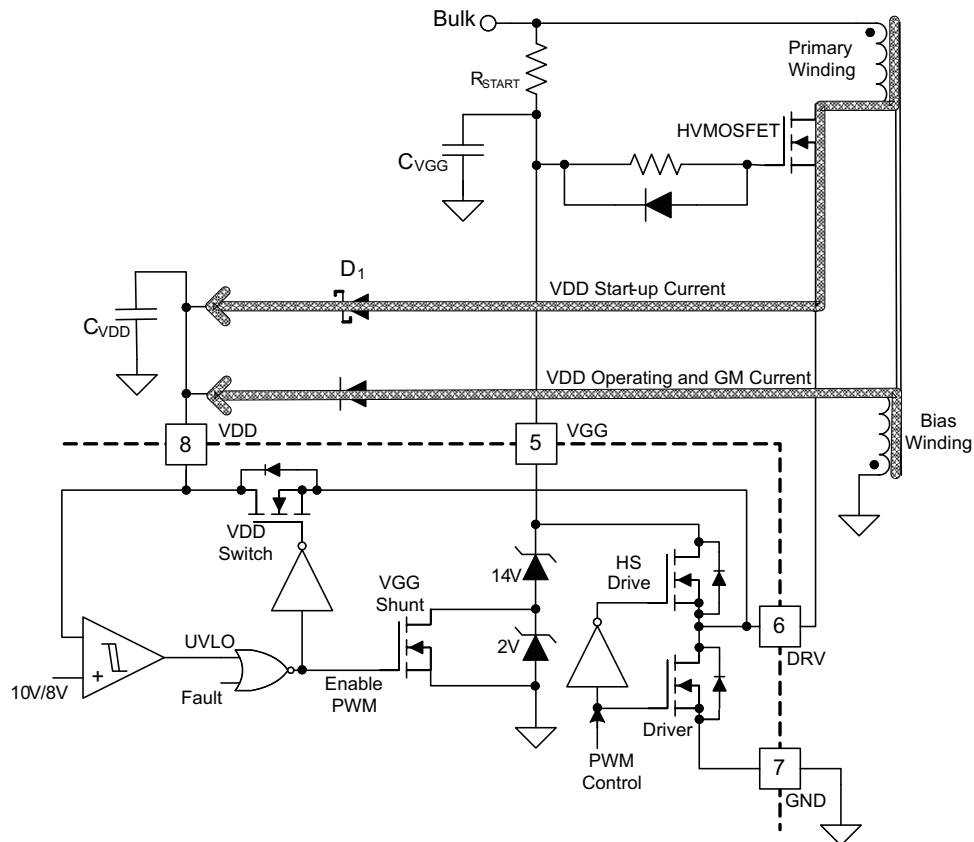 Bulk
Primary
Winding
RSTART
HVMOSFET
CVGG
D1
VDD Start-up Current
CVDD
VDD Operating and GM Current
8
VDD
5
VGG
Bias
Winding
VDD
Switch
VGG
Shunt
14V
HS
Drive
6
DRV
UVLO
2V
+
10V/8V
Fault
Enable
PWM
Driver
PWM
Control
7
GND